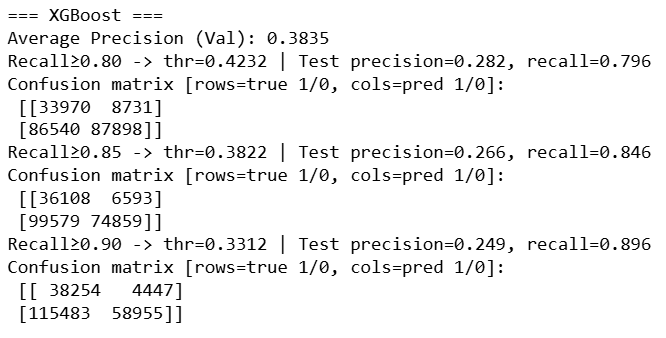 === XGBoost ===
Average Precision (Val): 0.3835
Recall≥0.80 -> thr=0.4232 | Test precision=0.282, recall=0.796
Confusion matrix [rows=true 1/0, cols=pred 1/0]:
 [[33970  8731]
 [86540 87898]]
Recall≥0.85 -> thr=0.3822 | Test precision=0.266, recall=0.846
Confusion matrix [rows=true 1/0, cols=pred 1/0]:
 [[36108  6593]
 [99579 74859]]
Recall≥0.90 -> thr=0.3312 | Test precision=0.249, recall=0.896
Confusion matrix [rows=true 1/0, cols=pred 1/0]:
 [[ 38254   4447]
 [115483  58955]]